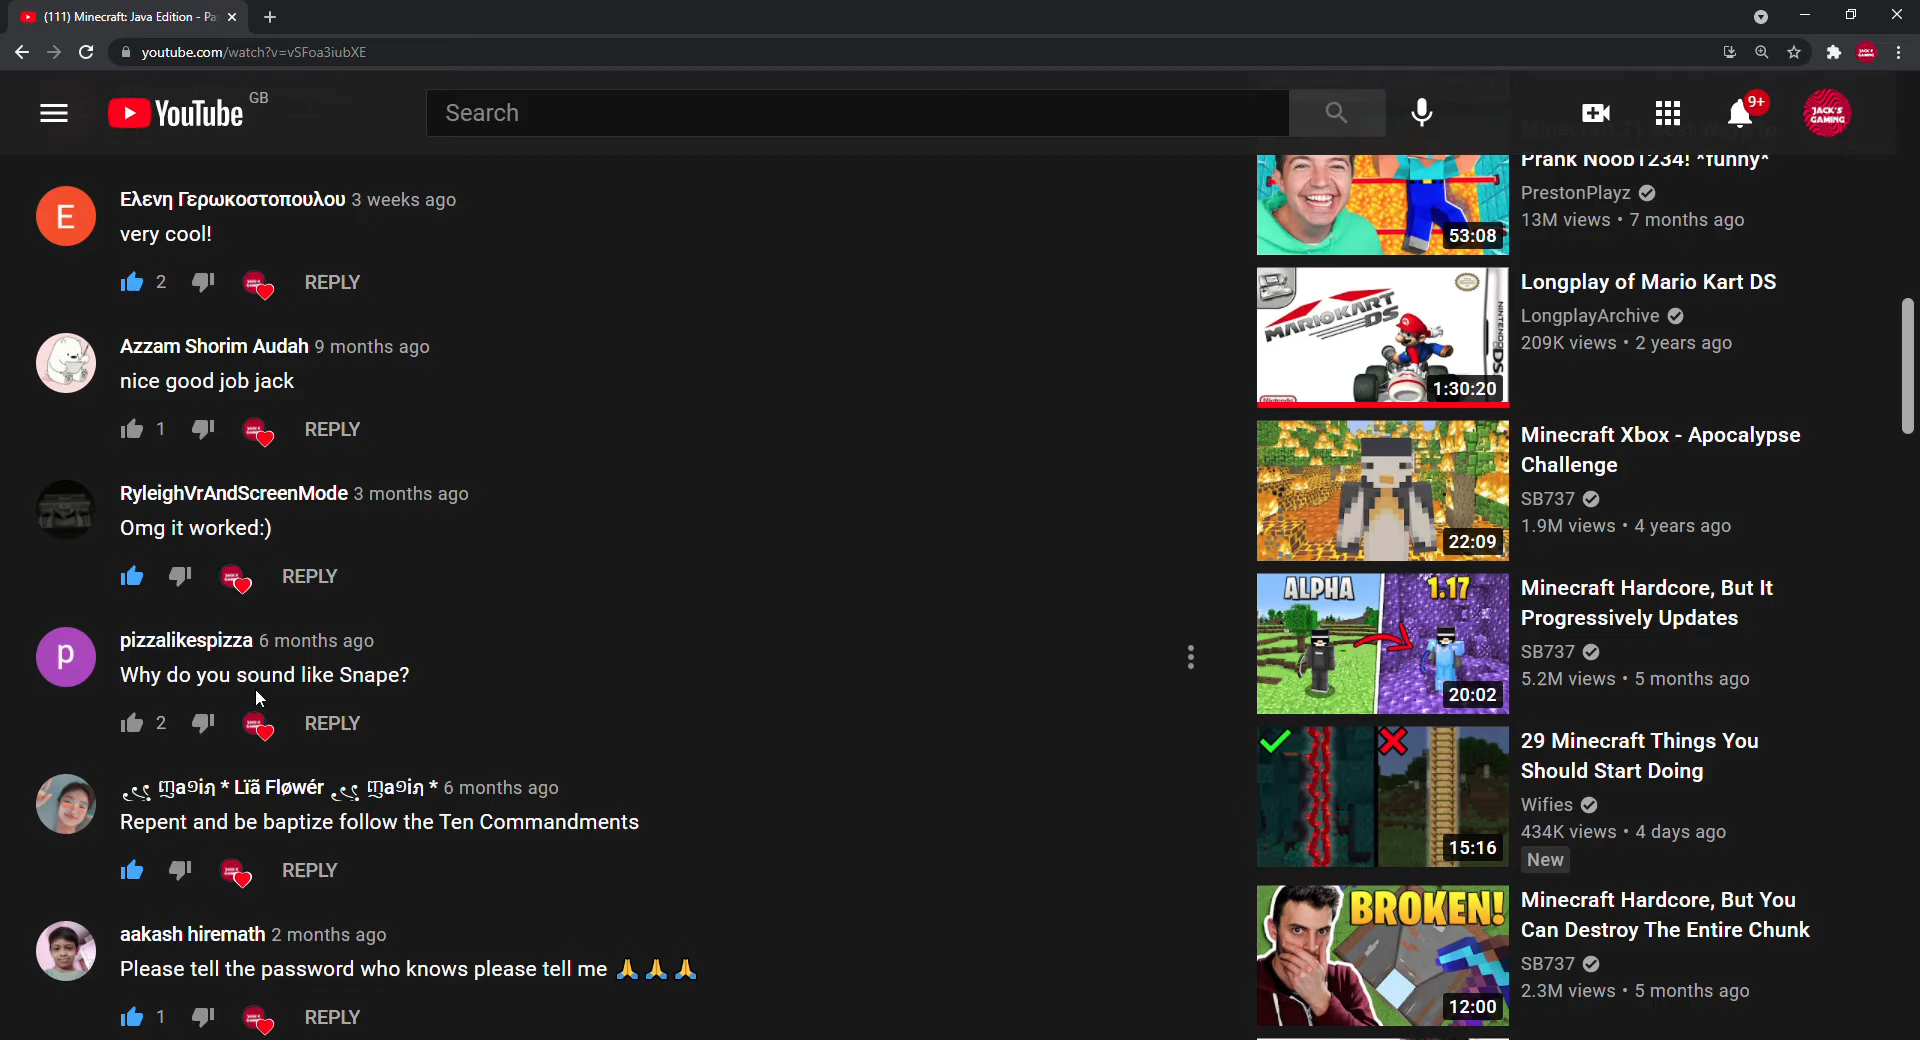 (111) Minecraft: Java Edition - Pa
youtube.com/watch?v=vSFoa3iubXE
YouTube GB
Search
9+
JACK'S
GAMING
Ελενη Γερωκοστοπουλου 3 weeks ago
very cool!
2 REPLY
Azzam Shorim Audah 9 months ago
nice good job jack
1 REPLY
RyleighVrAndScreenMode 3 months ago
Omg it worked:)
REPLY
P
pizzalikespizza 6 months ago
Why do you sound like Snape?
2 REPLY
* Lïã Fløwér * 6 months ago
Repent and be baptize follow the Ten Commandments
REPLY
aakash hiremath 2 months ago
Please tell the password who knows please tell me 🙏 🙏 🙏
1 REPLY
Prank Noob1234! *funny*
PrestonPlayz
13M views • 7 months ago
53:08
MARIOKART
DS
NINTENDO DS
Nintendo
1:30:20
Longplay of Mario Kart DS
LongplayArchive
209K views • 2 years ago
22:09
Minecraft Xbox - Apocalypse
Challenge
SB737
1.9M views • 4 years ago
ALPHA 1.17
20:02
Minecraft Hardcore, But It
Progressively Updates
SB737
5.2M views • 5 months ago
15:16
29 Minecraft Things You
Should Start Doing
Wifies
434K views • 4 days ago
New
BROKEN!
12:00
Minecraft Hardcore, But You
Can Destroy The Entire Chunk
SB737
2.3M views • 5 months ago